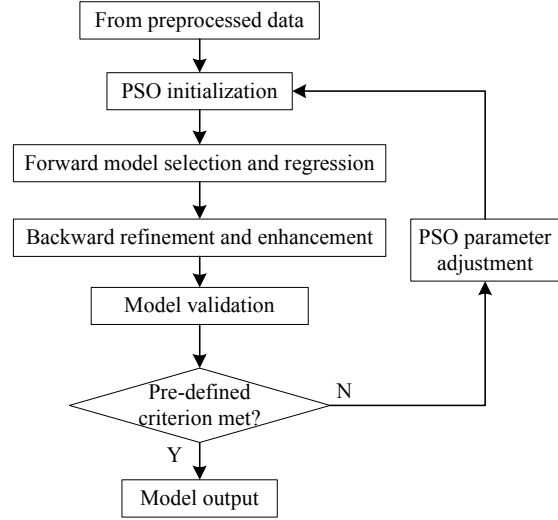 From preprocessed data
PSO initialization
Forward model selection and regression
Backward refinement and enhancement
PSO parameter
adjustment
Model validation
Pre-defined
criterion met?
N
Y
Model output